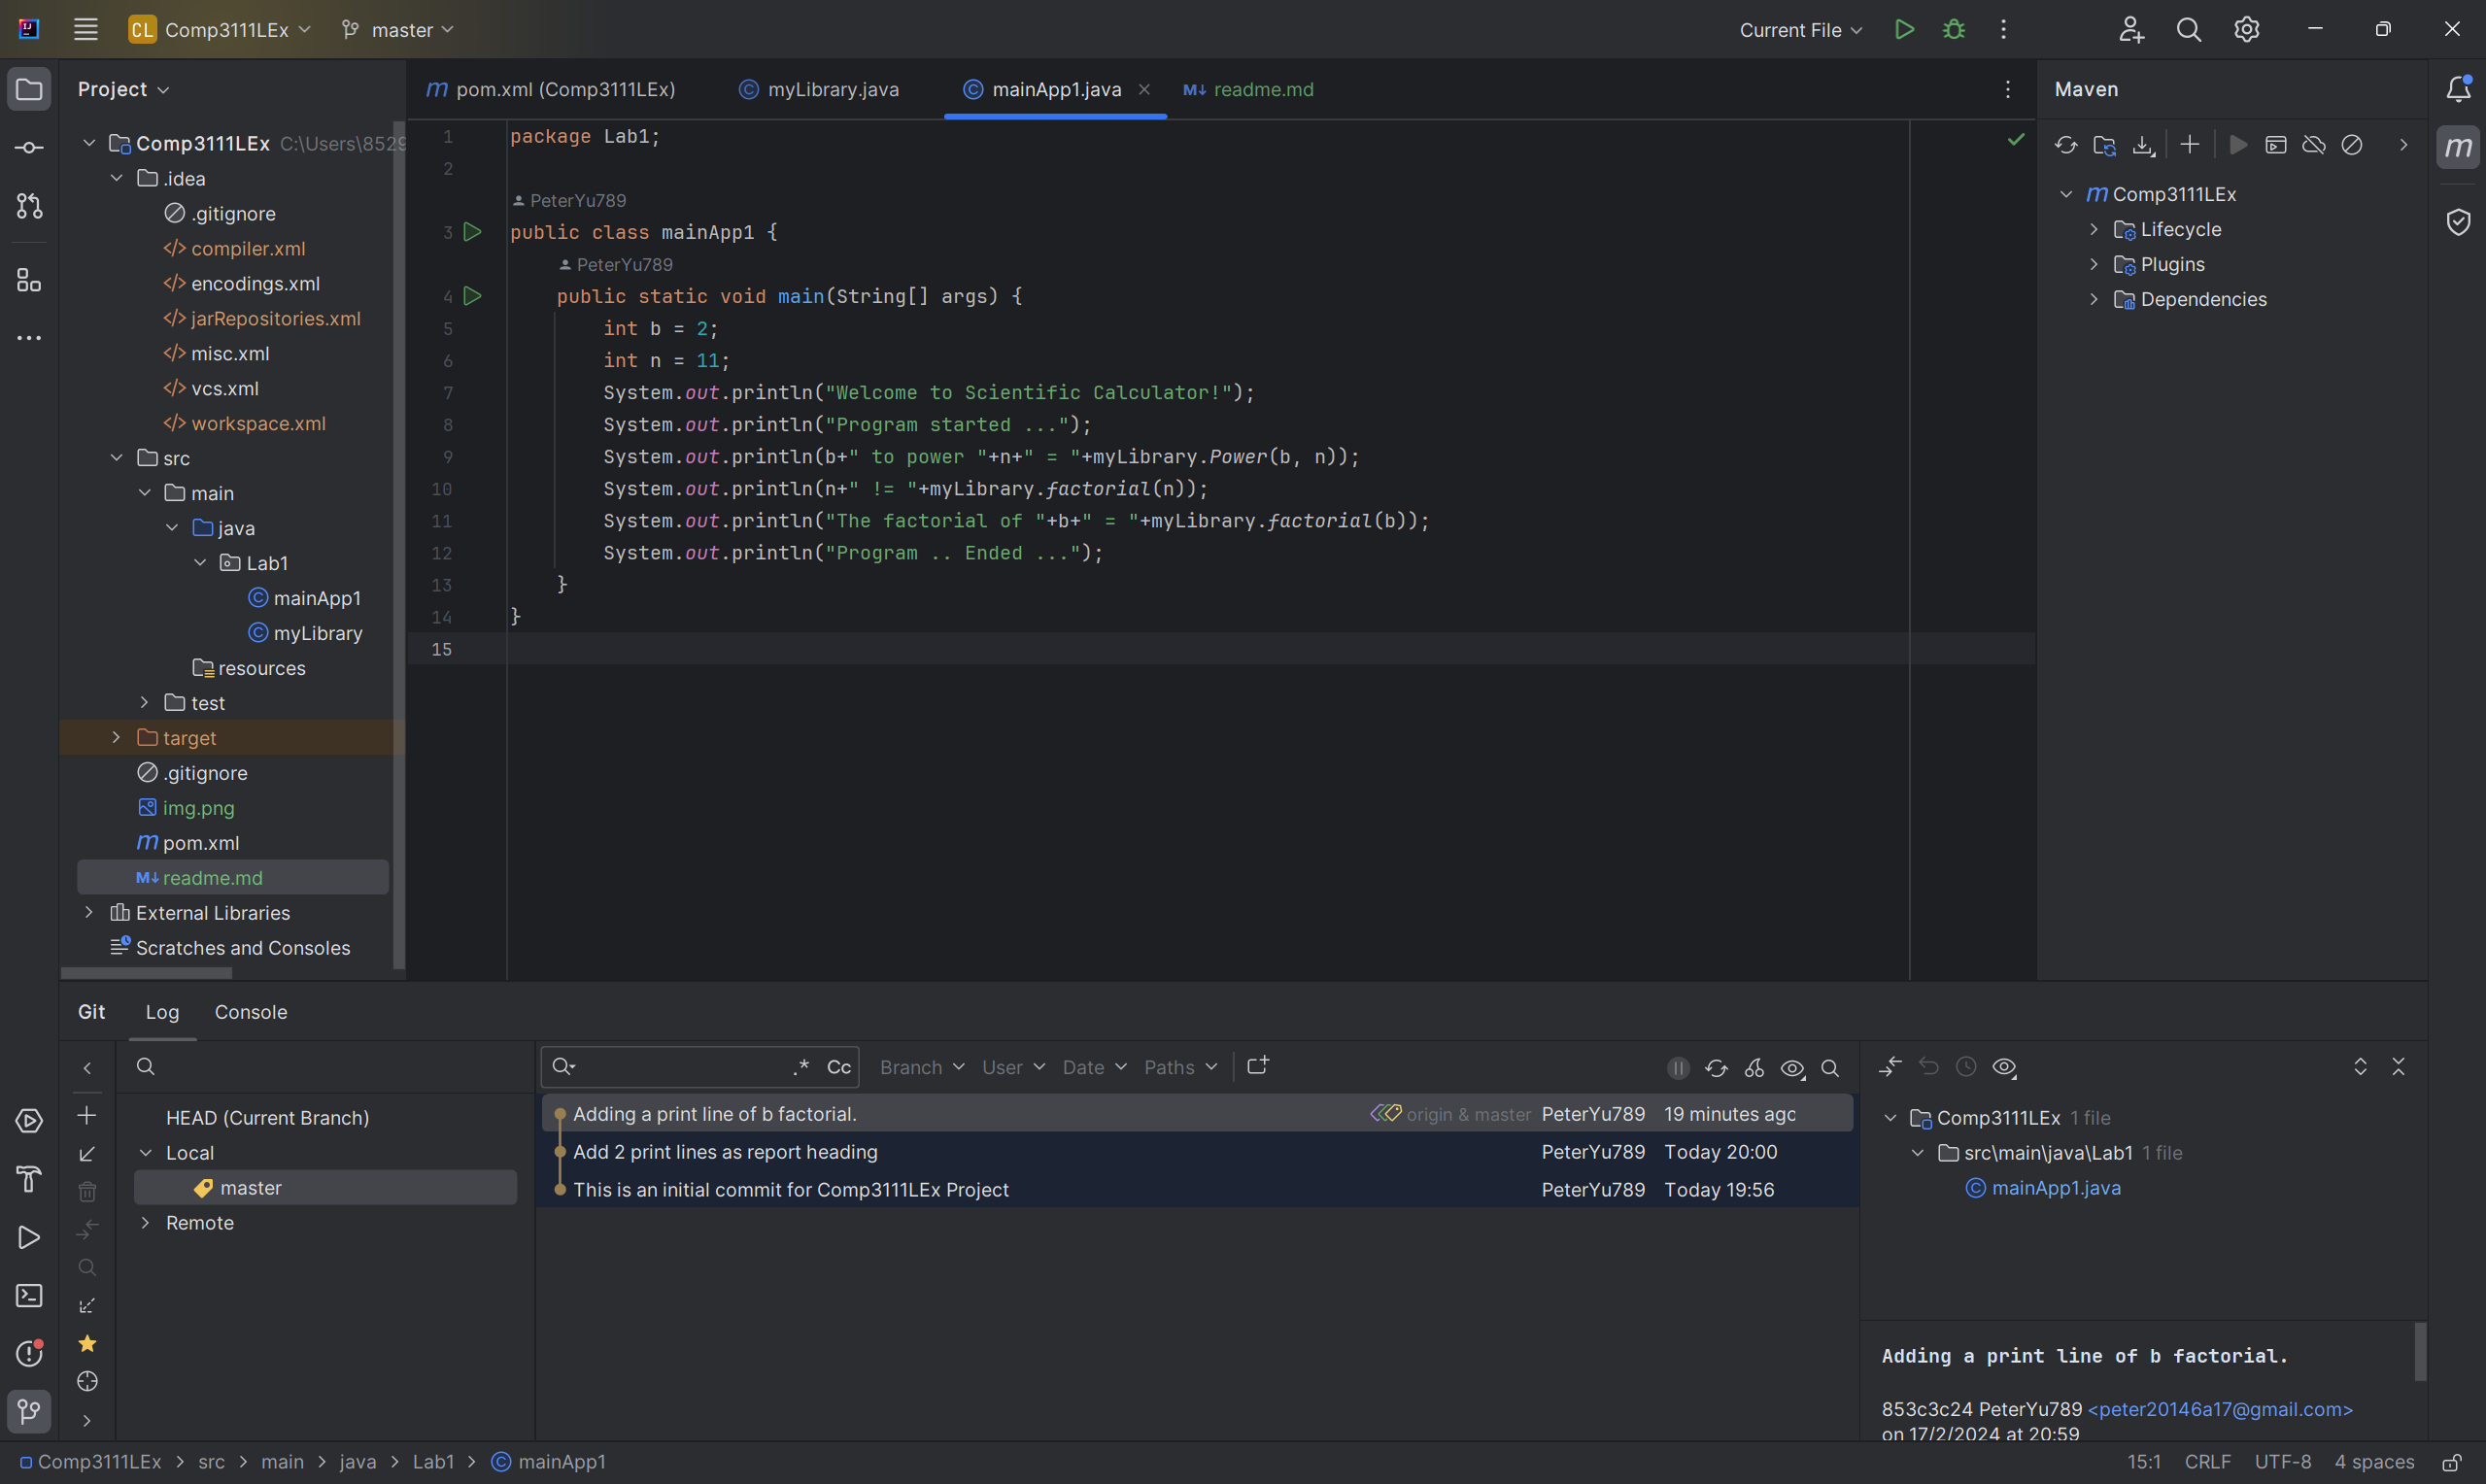 CL Comp3111LEx master Current File
Project
pom.xml (Comp3111LEx) myLibrary.java mainApp1.java readme.md
Maven
Comp3111LEx C:\Users\8529
.idea
.gitignore
compiler.xml
encodings.xml
jarRepositories.xml
misc.xml
vcs.xml
workspace.xml
src
main
java
Lab1
mainApp1
myLibrary
resources
test
target
.gitignore
img.png
pom.xml
readme.md
External Libraries
Scratches and Consoles
1 package Lab1;
2
PeterYu789
3 public class mainApp1 {
PeterYu789
4 public static void main(String[] args) {
5 int b = 2;
6 int n = 11;
7 System.out.println("Welcome to Scientific Calculator!");
8 System.out.println("Program started ...");
9 System.out.println(b+" to power "+n+" = "+myLibrary.Power(b, n));
10 System.out.println(n+" != "+myLibrary.factorial(n));
11 System.out.println("The factorial of "+b+" = "+myLibrary.factorial(b));
12 System.out.println("Program .. Ended ...");
13 }
14 }
15
Comp3111LEx
Lifecycle
Plugins
Dependencies
Git Log Console
.* Cc Branch User Date Paths
HEAD (Current Branch)
Local
master
Remote
Adding a print line of b factorial. origin & master PeterYu789 19 minutes ago
Add 2 print lines as report heading PeterYu789 Today 20:00
This is an initial commit for Comp3111LEx Project PeterYu789 Today 19:56
Comp3111LEx 1 file
src\main\java\Lab1 1 file
mainApp1.java
Adding a print line of b factorial.
853c3c24 PeterYu789 <peter20146a17@gmail.com>
on 17/2/2024 at 20:59
Comp3111LEx > src > main > java > Lab1 > mainApp1 15:1 CRLF UTF-8 4 spaces